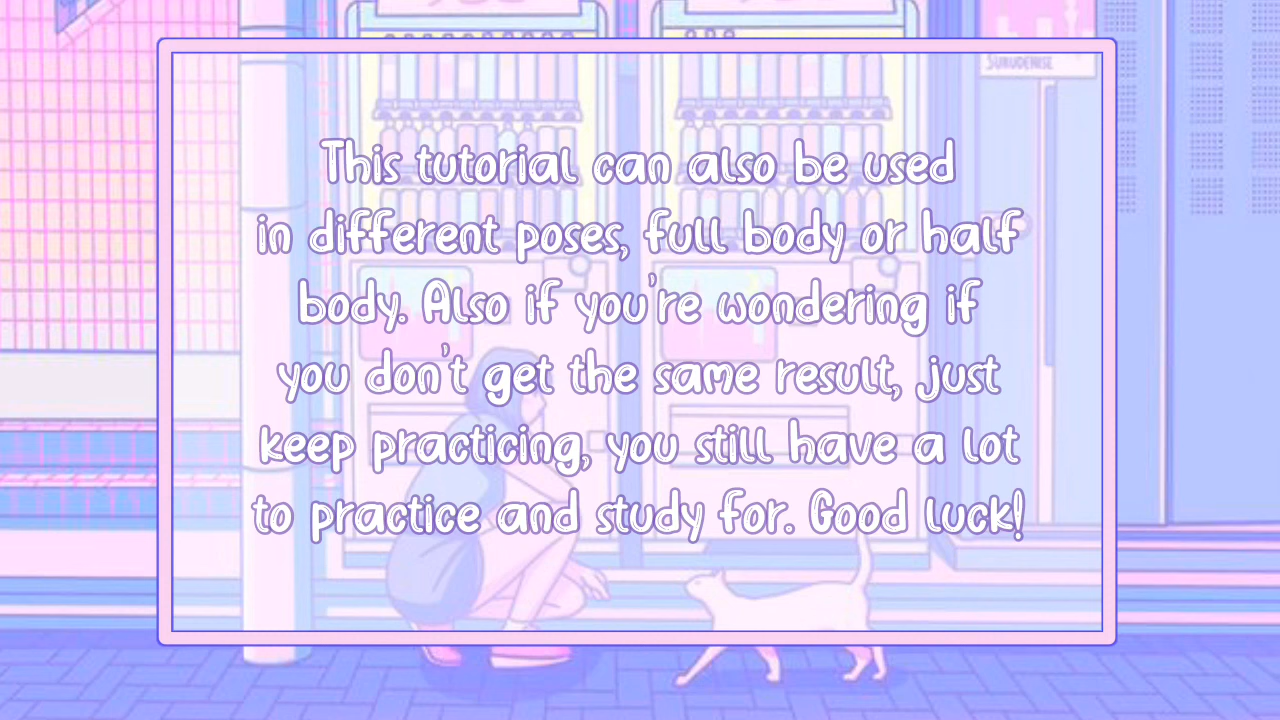 This tutorial can also be used
in different poses, full body or half
body. Also if you're wondering if
you don't get the same result, just
keep practicing, you still have a lot
to practice and study for. Good luck!